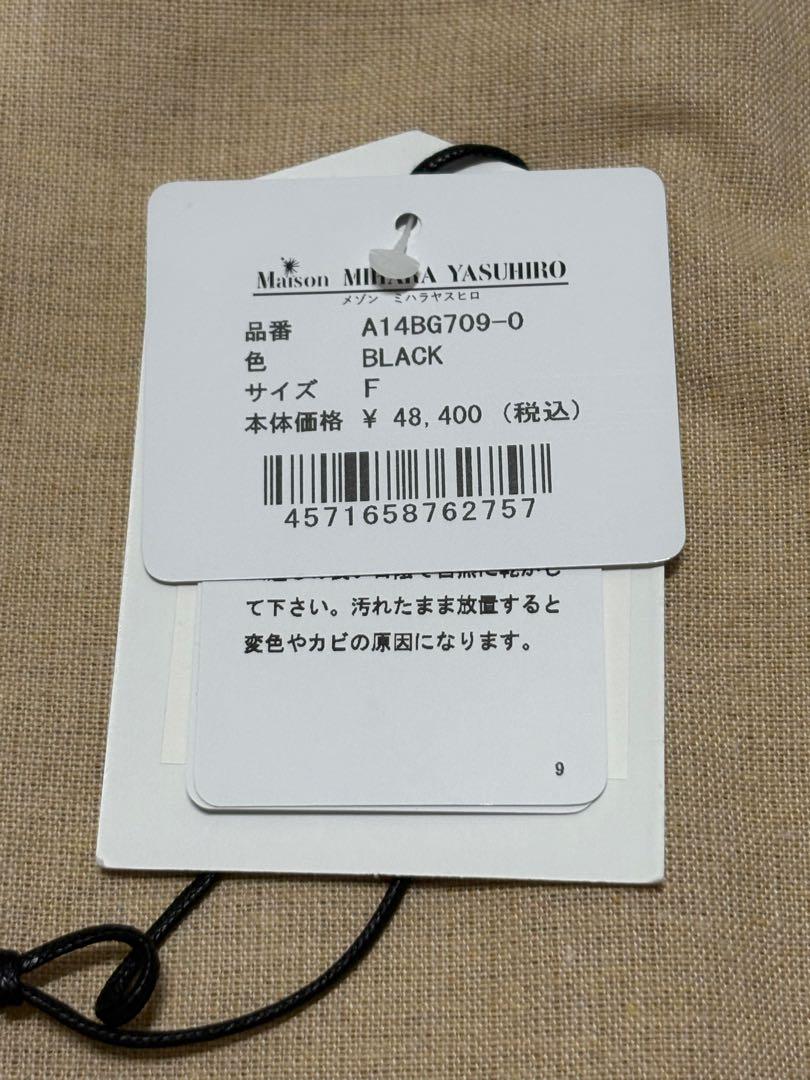 Maison MIHARA YASUHIRO
メゾン ミハラヤスヒロ
品番 A14BG709-0
色 BLACK
サイズ F
本体価格 ¥ 48,400 (税込)
4571658762757
て下さい。汚れたまま放置すると
変色やカビの原因になります。
9